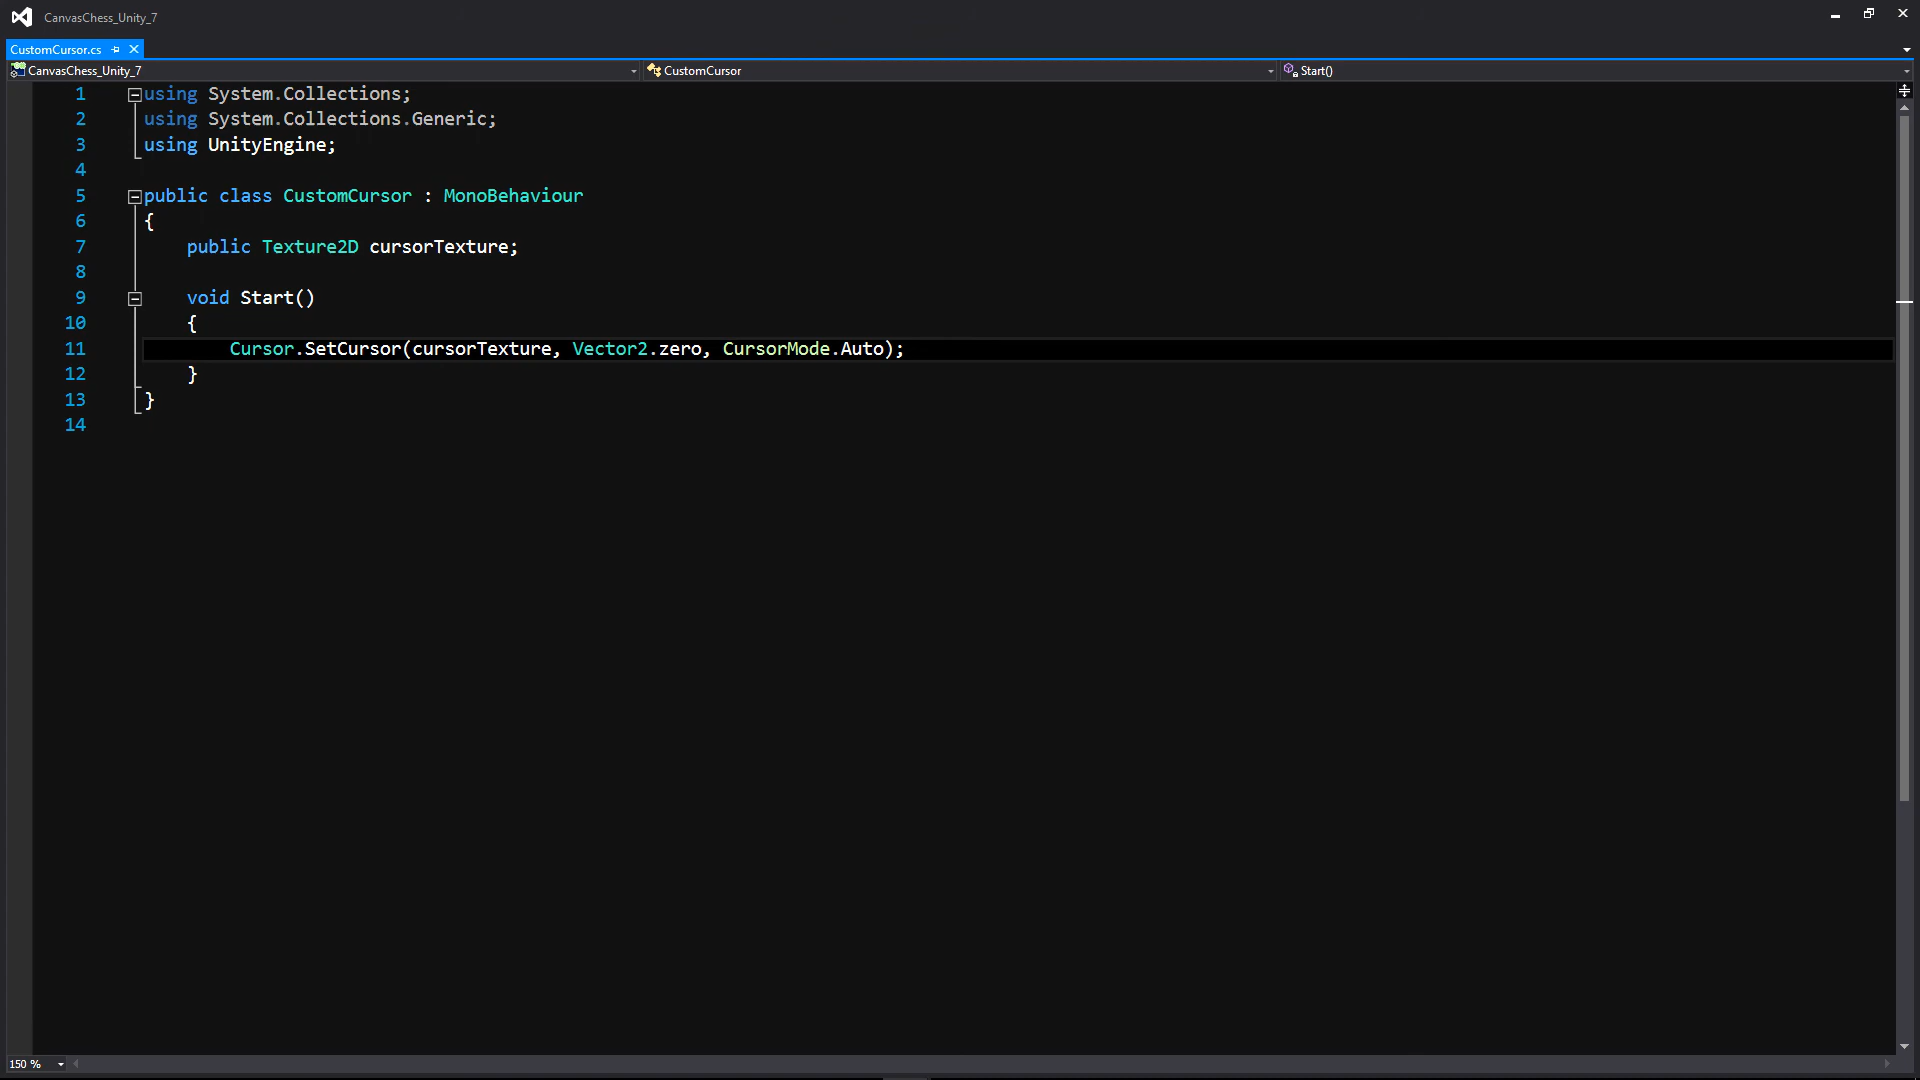 CanvasChess_Unity_7
CustomCursor.cs
CanvasChess_Unity_7 CustomCursor Start()
1 using System.Collections;
2 using System.Collections.Generic;
3 using UnityEngine;
4
5 public class CustomCursor : MonoBehaviour
6 {
7 public Texture2D cursorTexture;
8
9 void Start()
10 {
11 Cursor.SetCursor(cursorTexture, Vector2.zero, CursorMode.Auto);
12 }
13 }
14
150 %